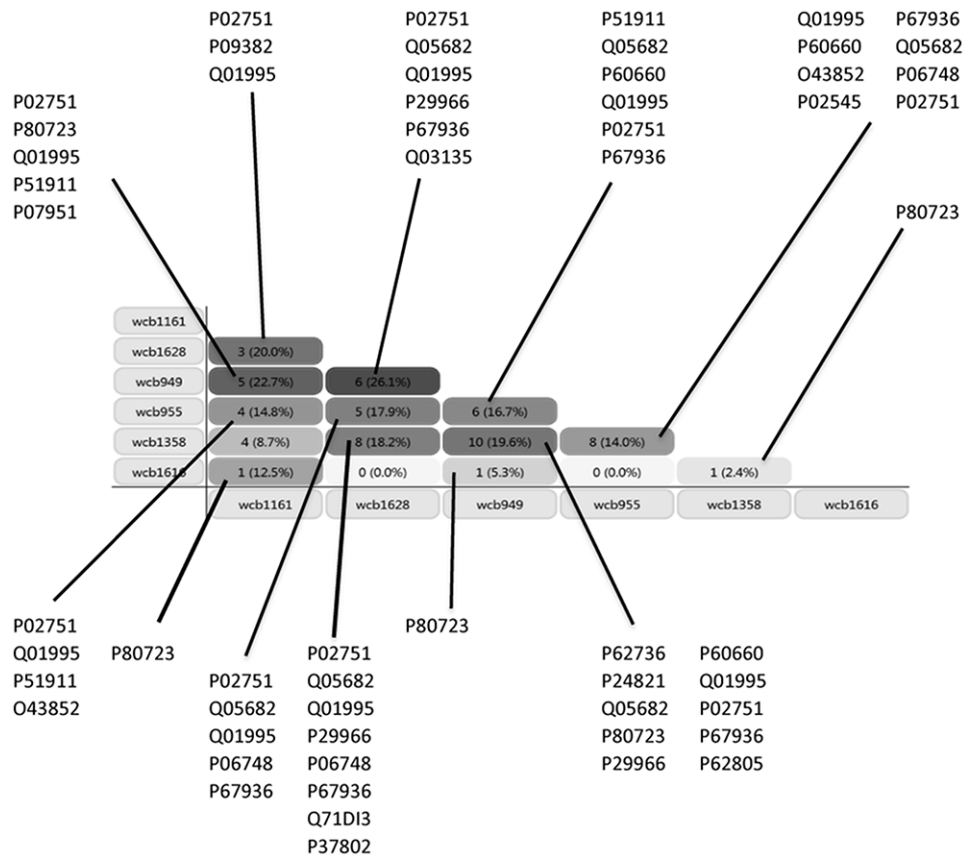 P02751
P09382
Q01995
P02751
Q05682
Q01995
P29966
P67936
Q03135
P51911
Q05682
P60660
Q01995
P02751
P67936
Q01995 P67936
P60660 Q05682
O43852 P06748
P02545 P02751
P02751
P80723
Q01995
P51911
P07951
P80723
wcb1161
wcb1628 3 (20.0%)
wcb949 5 (22.7%) 6 (26.1%)
wcb955 4 (14.8%) 5 (17.9%) 6 (16.7%)
wcb1358 4 (8.7%) 8 (18.2%) 10 (19.6%) 8 (14.0%)
wcb1616 1 (12.5%) 0 (0.0%) 1 (5.3%) 0 (0.0%) 1 (2.4%)
wcb1161 wcb1628 wcb949 wcb955 wcb1358 wcb1616
P02751
Q01995
P51911
O43852
P80723
P02751
Q05682
Q01995
P06748
P67936
P02751
Q05682
Q01995
P29966
P06748
P67936
Q71DI3
P37802
P80723
P62736 P60660
P24821 Q01995
Q05682 P02751
P80723 P67936
P29966 P62805